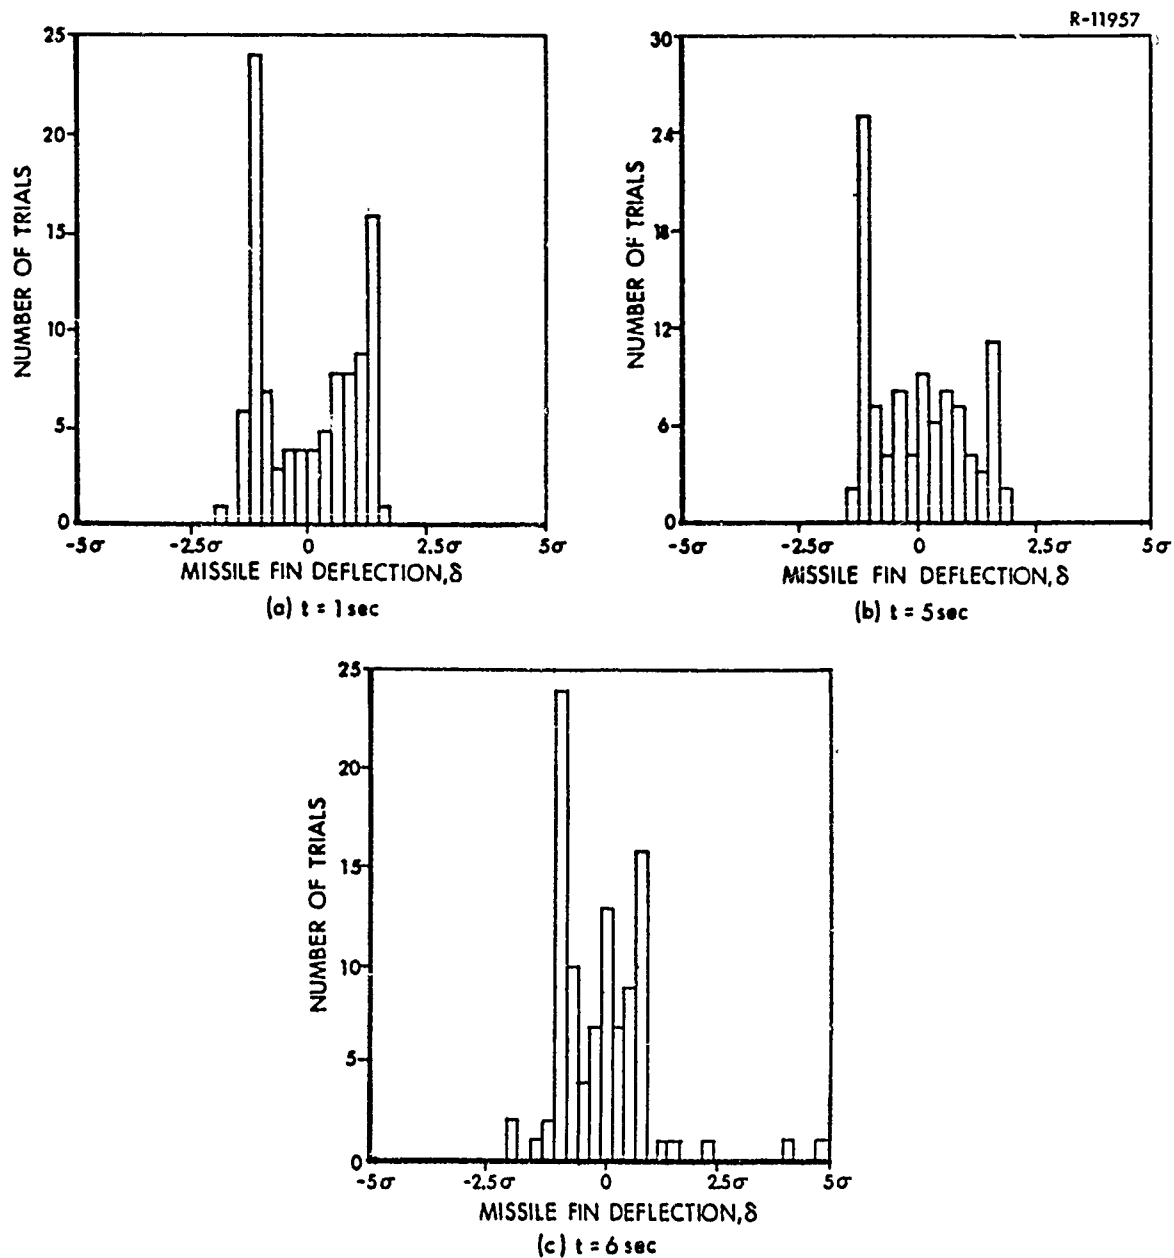 R-11957
25
20
15
10
5
0
NUMBER OF TRIALS
-5σ -2.5σ 0 2.5σ 5σ
MISSILE FIN DEFLECTION,δ
(a) t = 1 sec
30
24
18
12
6
0
NUMBER OF TRIALS
-5σ -2.5σ 0 2.5σ 5σ
MISSILE FIN DEFLECTION,δ
(b) t = 5 sec
25
20
15
10
5
0
NUMBER OF TRIALS
-5σ -2.5σ 0 2.5σ 5σ
MISSILE FIN DEFLECTION,δ
(c) t = 6 sec